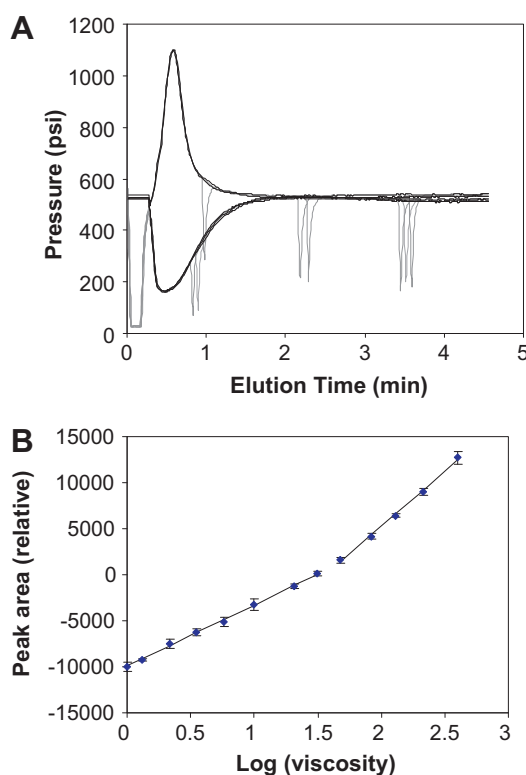 A
1200
1000
800
600
400
200
0
Pressure (psi)
0 1 2 3 4 5
Elution Time (min)
B
15000
10000
5000
0
-5000
-10000
-15000
Peak area (relative)
0 0.5 1 1.5 2 2.5 3
Log (viscosity)